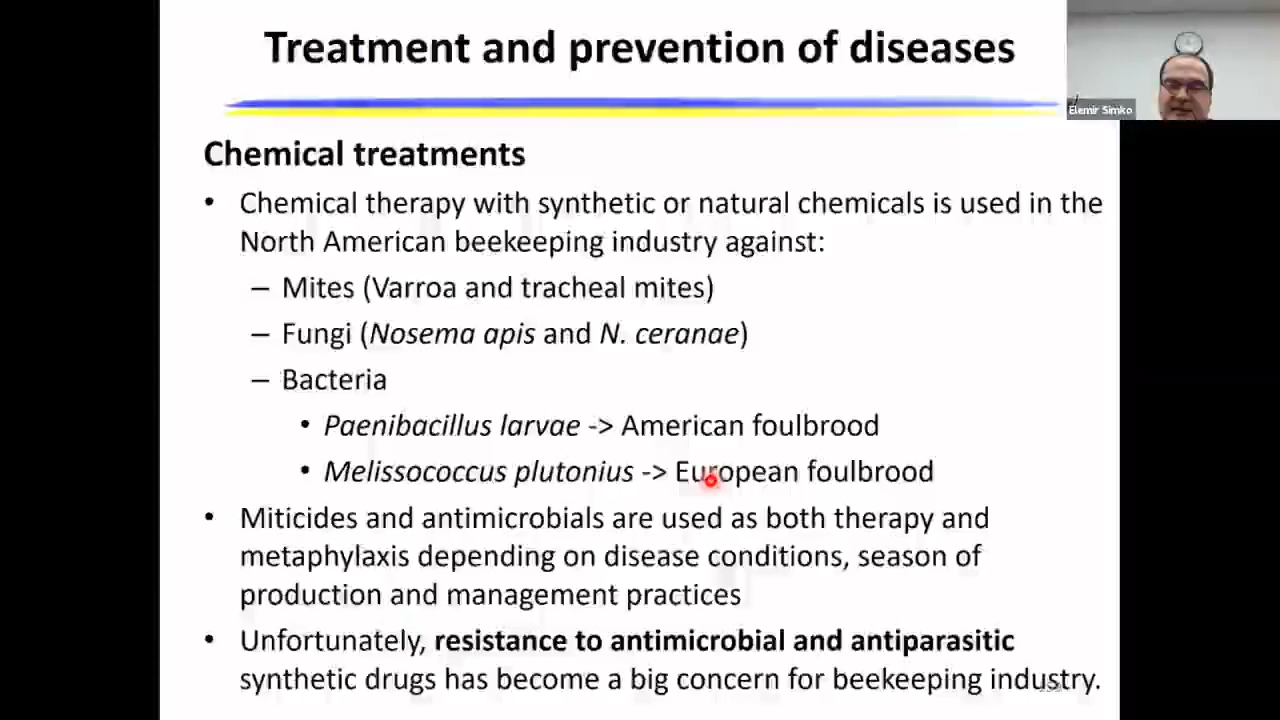 Treatment and prevention of diseases
Elemir Simko
Chemical treatments
• Chemical therapy with synthetic or natural chemicals is used in the
North American beekeeping industry against:
– Mites (Varroa and tracheal mites)
– Fungi (Nosema apis and N. ceranae)
– Bacteria
• Paenibacillus larvae -> American foulbrood
• Melissococcus plutonius -> European foulbrood
• Miticides and antimicrobials are used as both therapy and
metaphylaxis depending on disease conditions, season of
production and management practices
• Unfortunately, resistance to antimicrobial and antiparasitic
synthetic drugs has become a big concern for beekeeping industry.